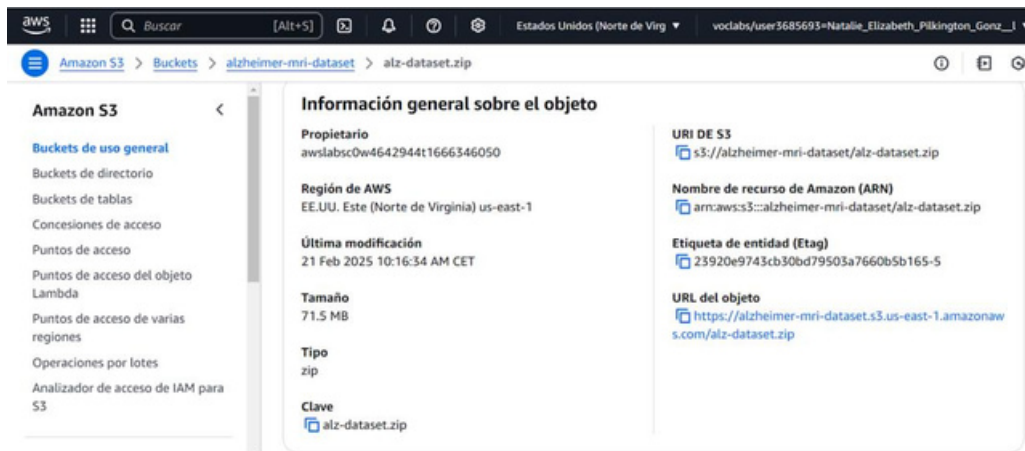 aws
Buscar [Alt+S] Estados Unidos (Norte de Virg voclabs/user3685693=Natalie_Elizabeth_Pilkington_Gonz__l
Amazon S3 > Buckets > alzheimer-mri-dataset > alz-dataset.zip
Amazon S3
Buckets de uso general
Buckets de directorio
Buckets de tablas
Concesiones de acceso
Puntos de acceso
Puntos de acceso del objeto
Lambda
Puntos de acceso de varias
regiones
Operaciones por lotes
Analizador de acceso de IAM para
S3
Información general sobre el objeto
Propietario
awslabsc0w4642944t1666346050
Región de AWS
EE.UU. Este (Norte de Virginia) us-east-1
Última modificación
21 Feb 2025 10:16:34 AM CET
Tamaño
71.5 MB
Tipo
zip
Clave
alz-dataset.zip
URI DE S3
s3://alzheimer-mri-dataset/alz-dataset.zip
Nombre de recurso de Amazon (ARN)
arn:aws:s3:::alzheimer-mri-dataset/alz-dataset.zip
Etiqueta de entidad (Etag)
23920e9743cb30bd79503a7660b5b165-5
URL del objeto
https://alzheimer-mri-dataset.s3.us-east-1.amazonaw
s.com/alz-dataset.zip